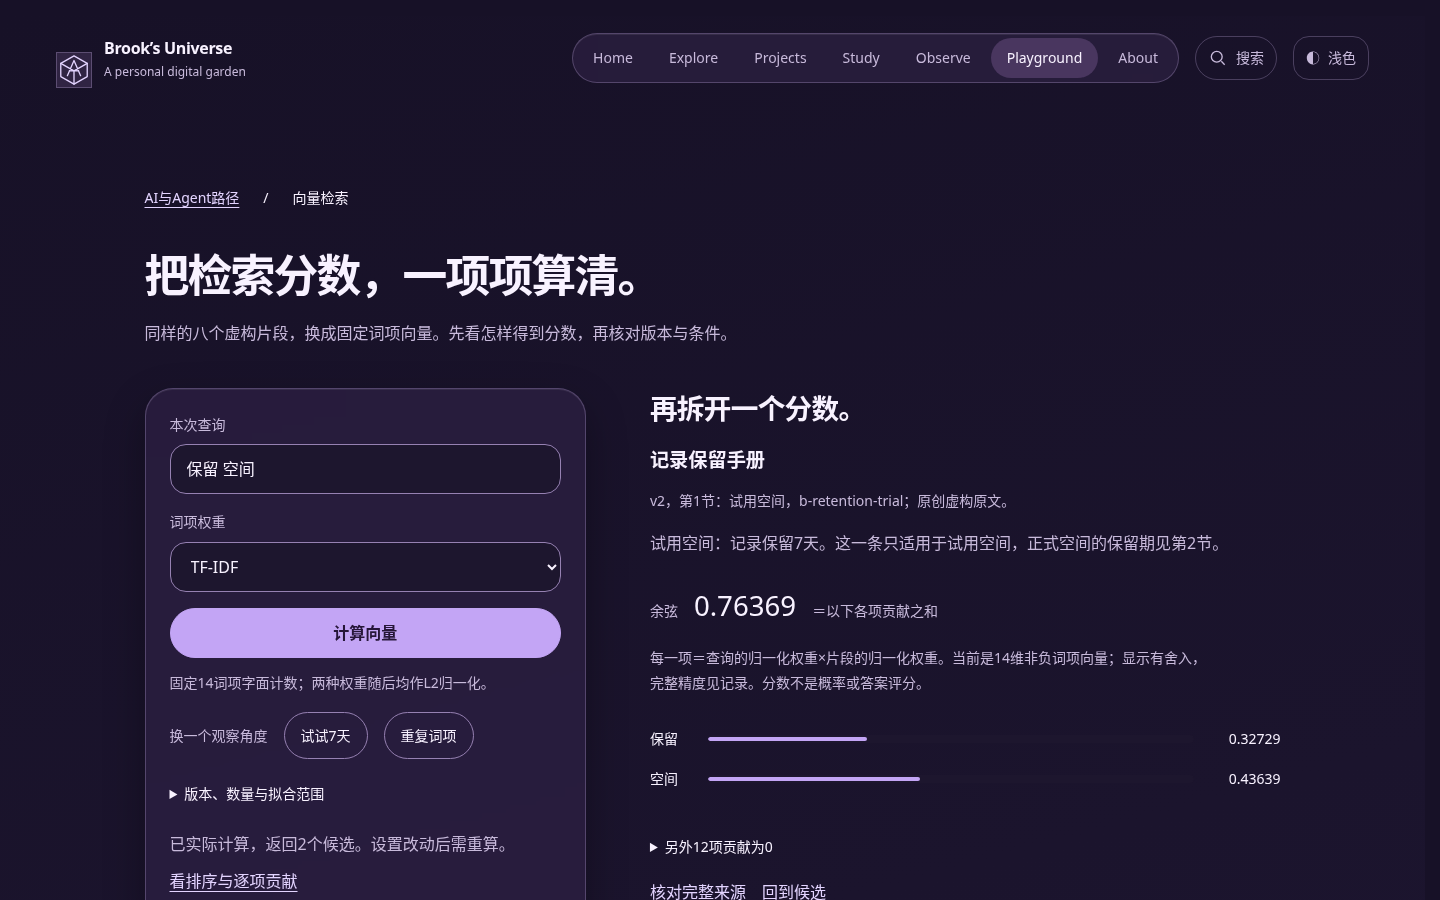 Brook’s Universe
A personal digital garden
Home
Explore
Projects
Study
Observe
Playground
About
搜索
浅色
AI与Agent路径 / 向量检索
把检索分数，一项项算清。
同样的八个虚构片段，换成固定词项向量。先看怎样得到分数，再核对版本与条件。
本次查询
保留 空间
词项权重
TF-IDF
计算向量
固定14词项字面计数；两种权重随后均作L2归一化。
换一个观察角度
试试7天
重复词项
版本、数量与拟合范围
已实际计算，返回2个候选。设置改动后需重算。
看排序与逐项贡献
再拆开一个分数。
记录保留手册
v2，第1节：试用空间，b-retention-trial；原创虚构原文。
试用空间：记录保留7天。这一条只适用于试用空间，正式空间的保留期见第2节。
余弦 0.76369 ＝以下各项贡献之和
每一项＝查询的归一化权重×片段的归一化权重。当前是14维非负词项向量；显示有舍入，
完整精度见记录。分数不是概率或答案评分。
保留 0.32729
空间 0.43639
另外12项贡献为0
核对完整来源 回到候选